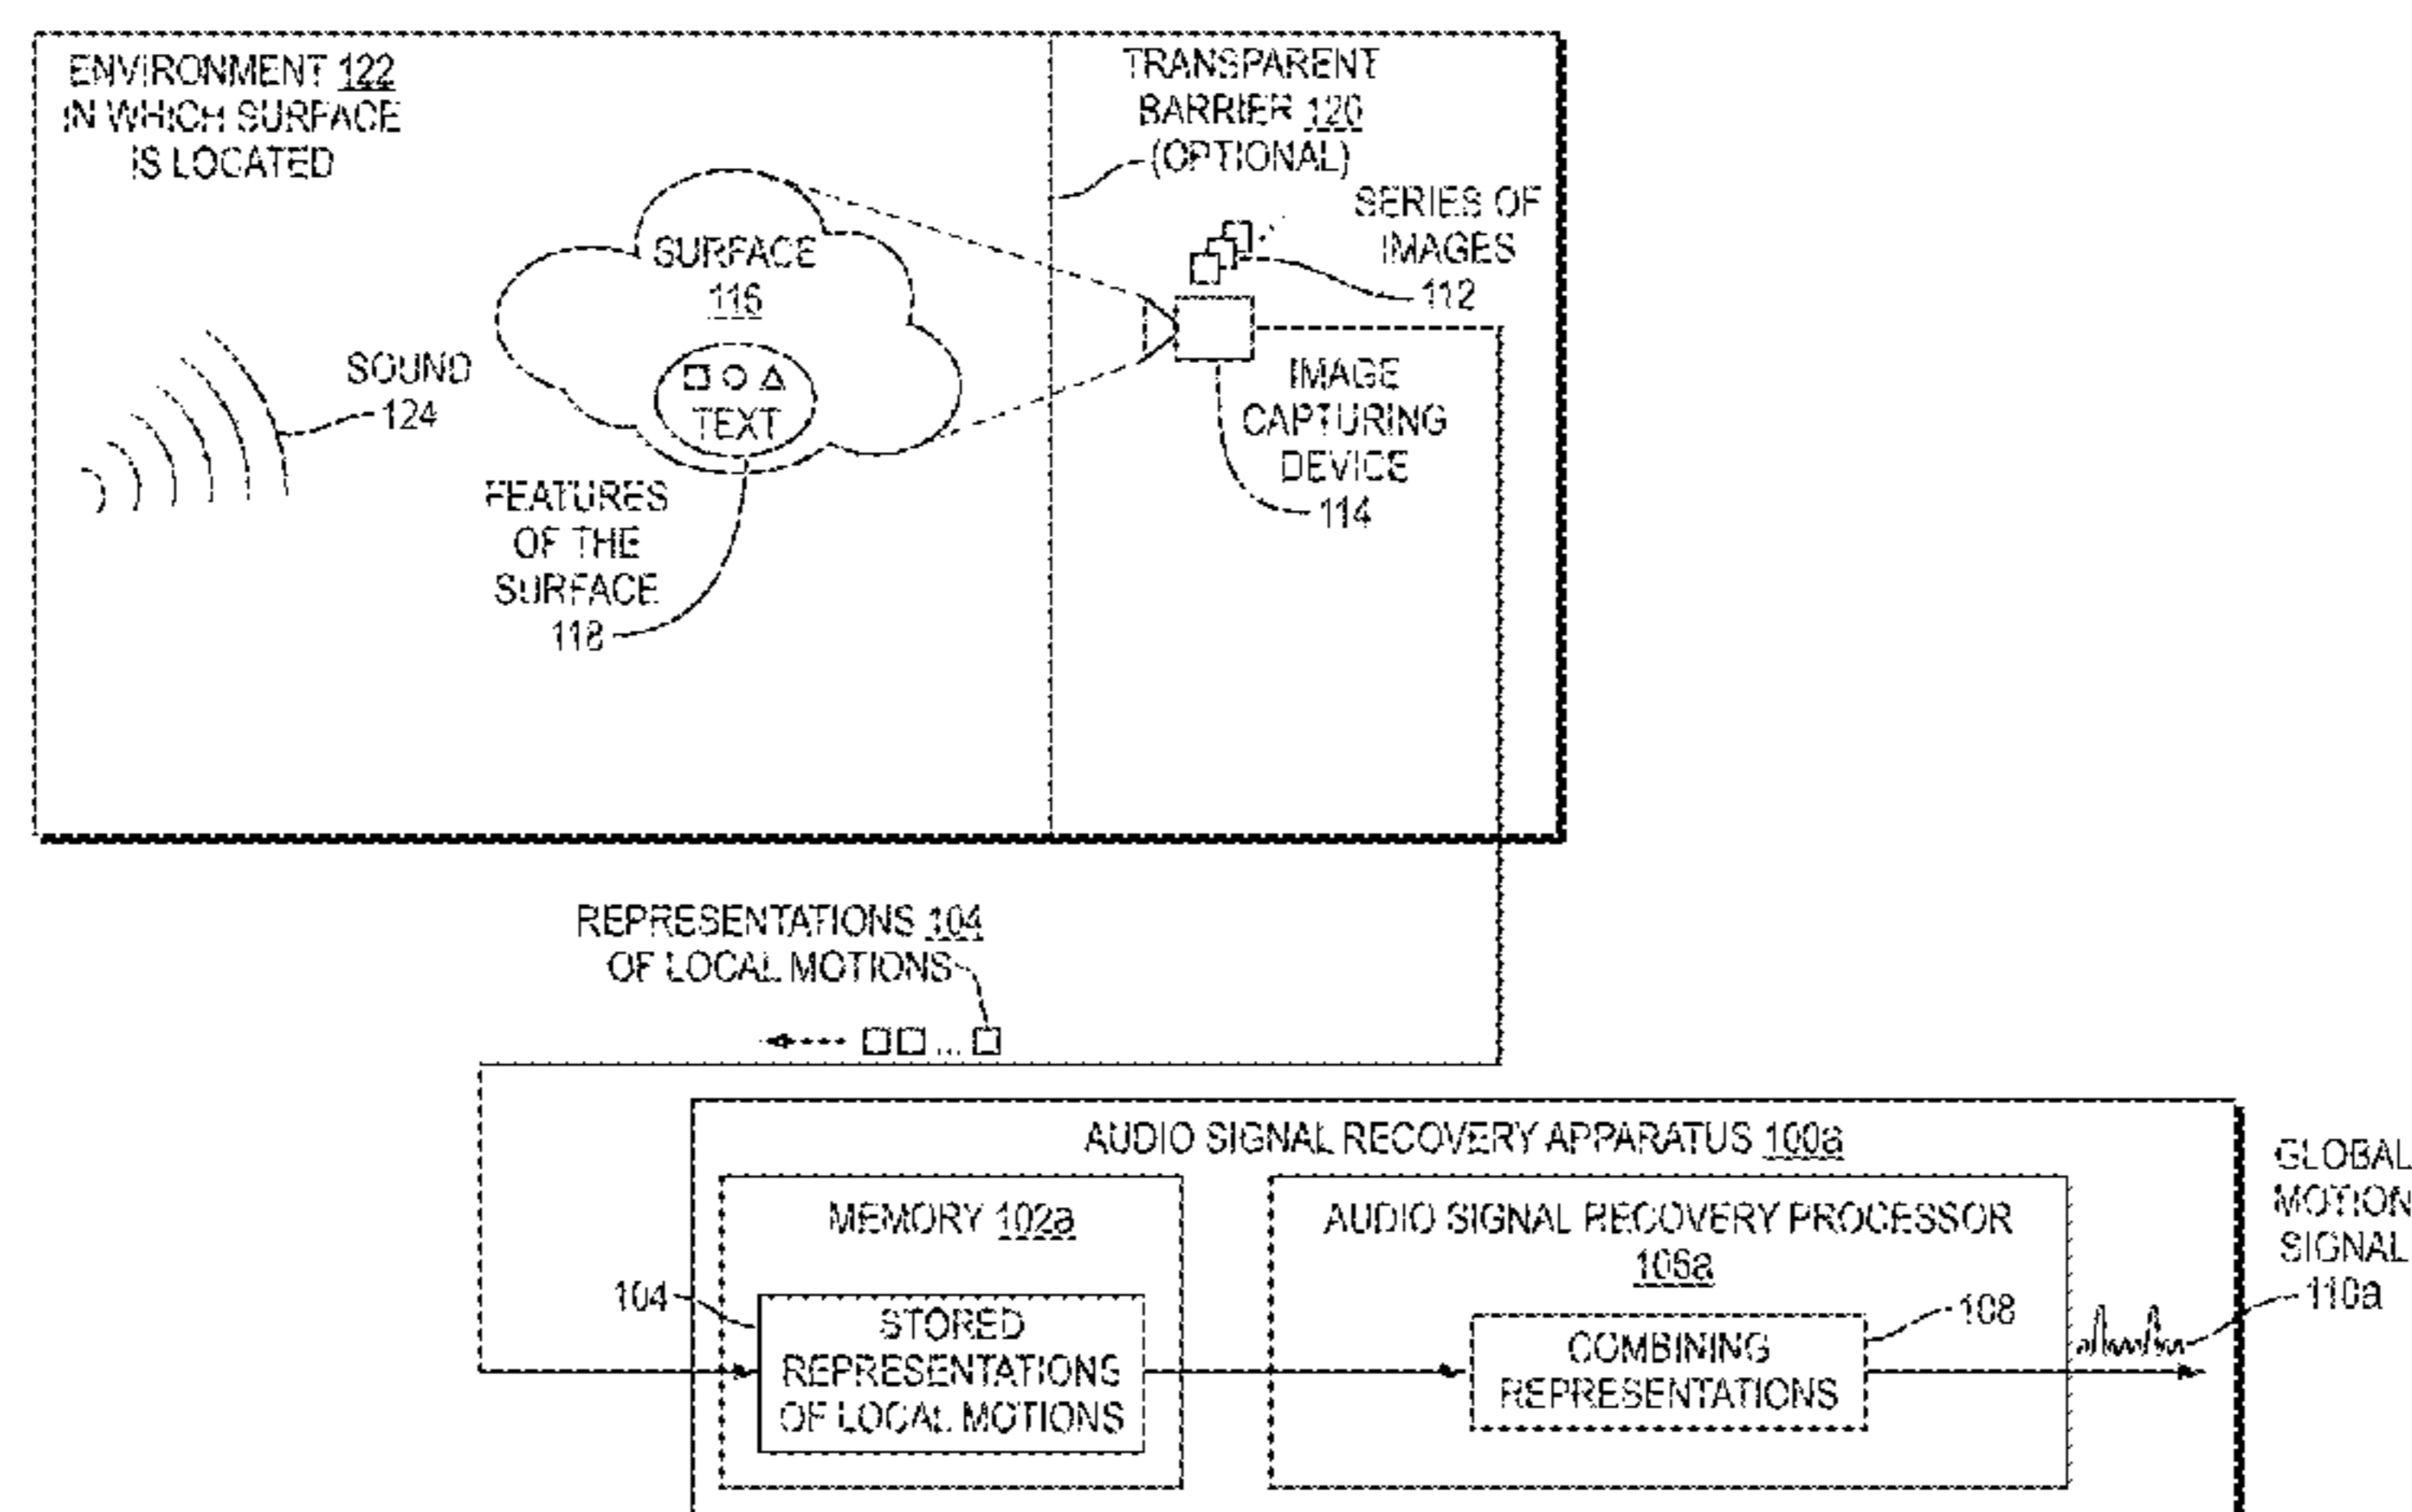 ENVIRONMENT 122
IN WHICH SURFACE
IS LOCATED
TRANSPARENT
BARRIER 120
(OPTIONAL)
SERIES OF
IMAGES
112
SURFACE
116
SOUND
124
TEXT
IMAGE
CAPTURING
DEVICE
114
FEATURES
OF THE
SURFACE
118
REPRESENTATIONS 104
OF LOCAL MOTIONS
...
AUDIO SIGNAL RECOVERY APPARATUS 100a
GLOBAL
MOTION
SIGNAL
110a
MEMORY 102a
AUDIO SIGNAL RECOVERY PROCESSOR
106a
104
STORED
REPRESENTATIONS
OF LOCAL MOTIONS
108
COMBINING
REPRESENTATIONS